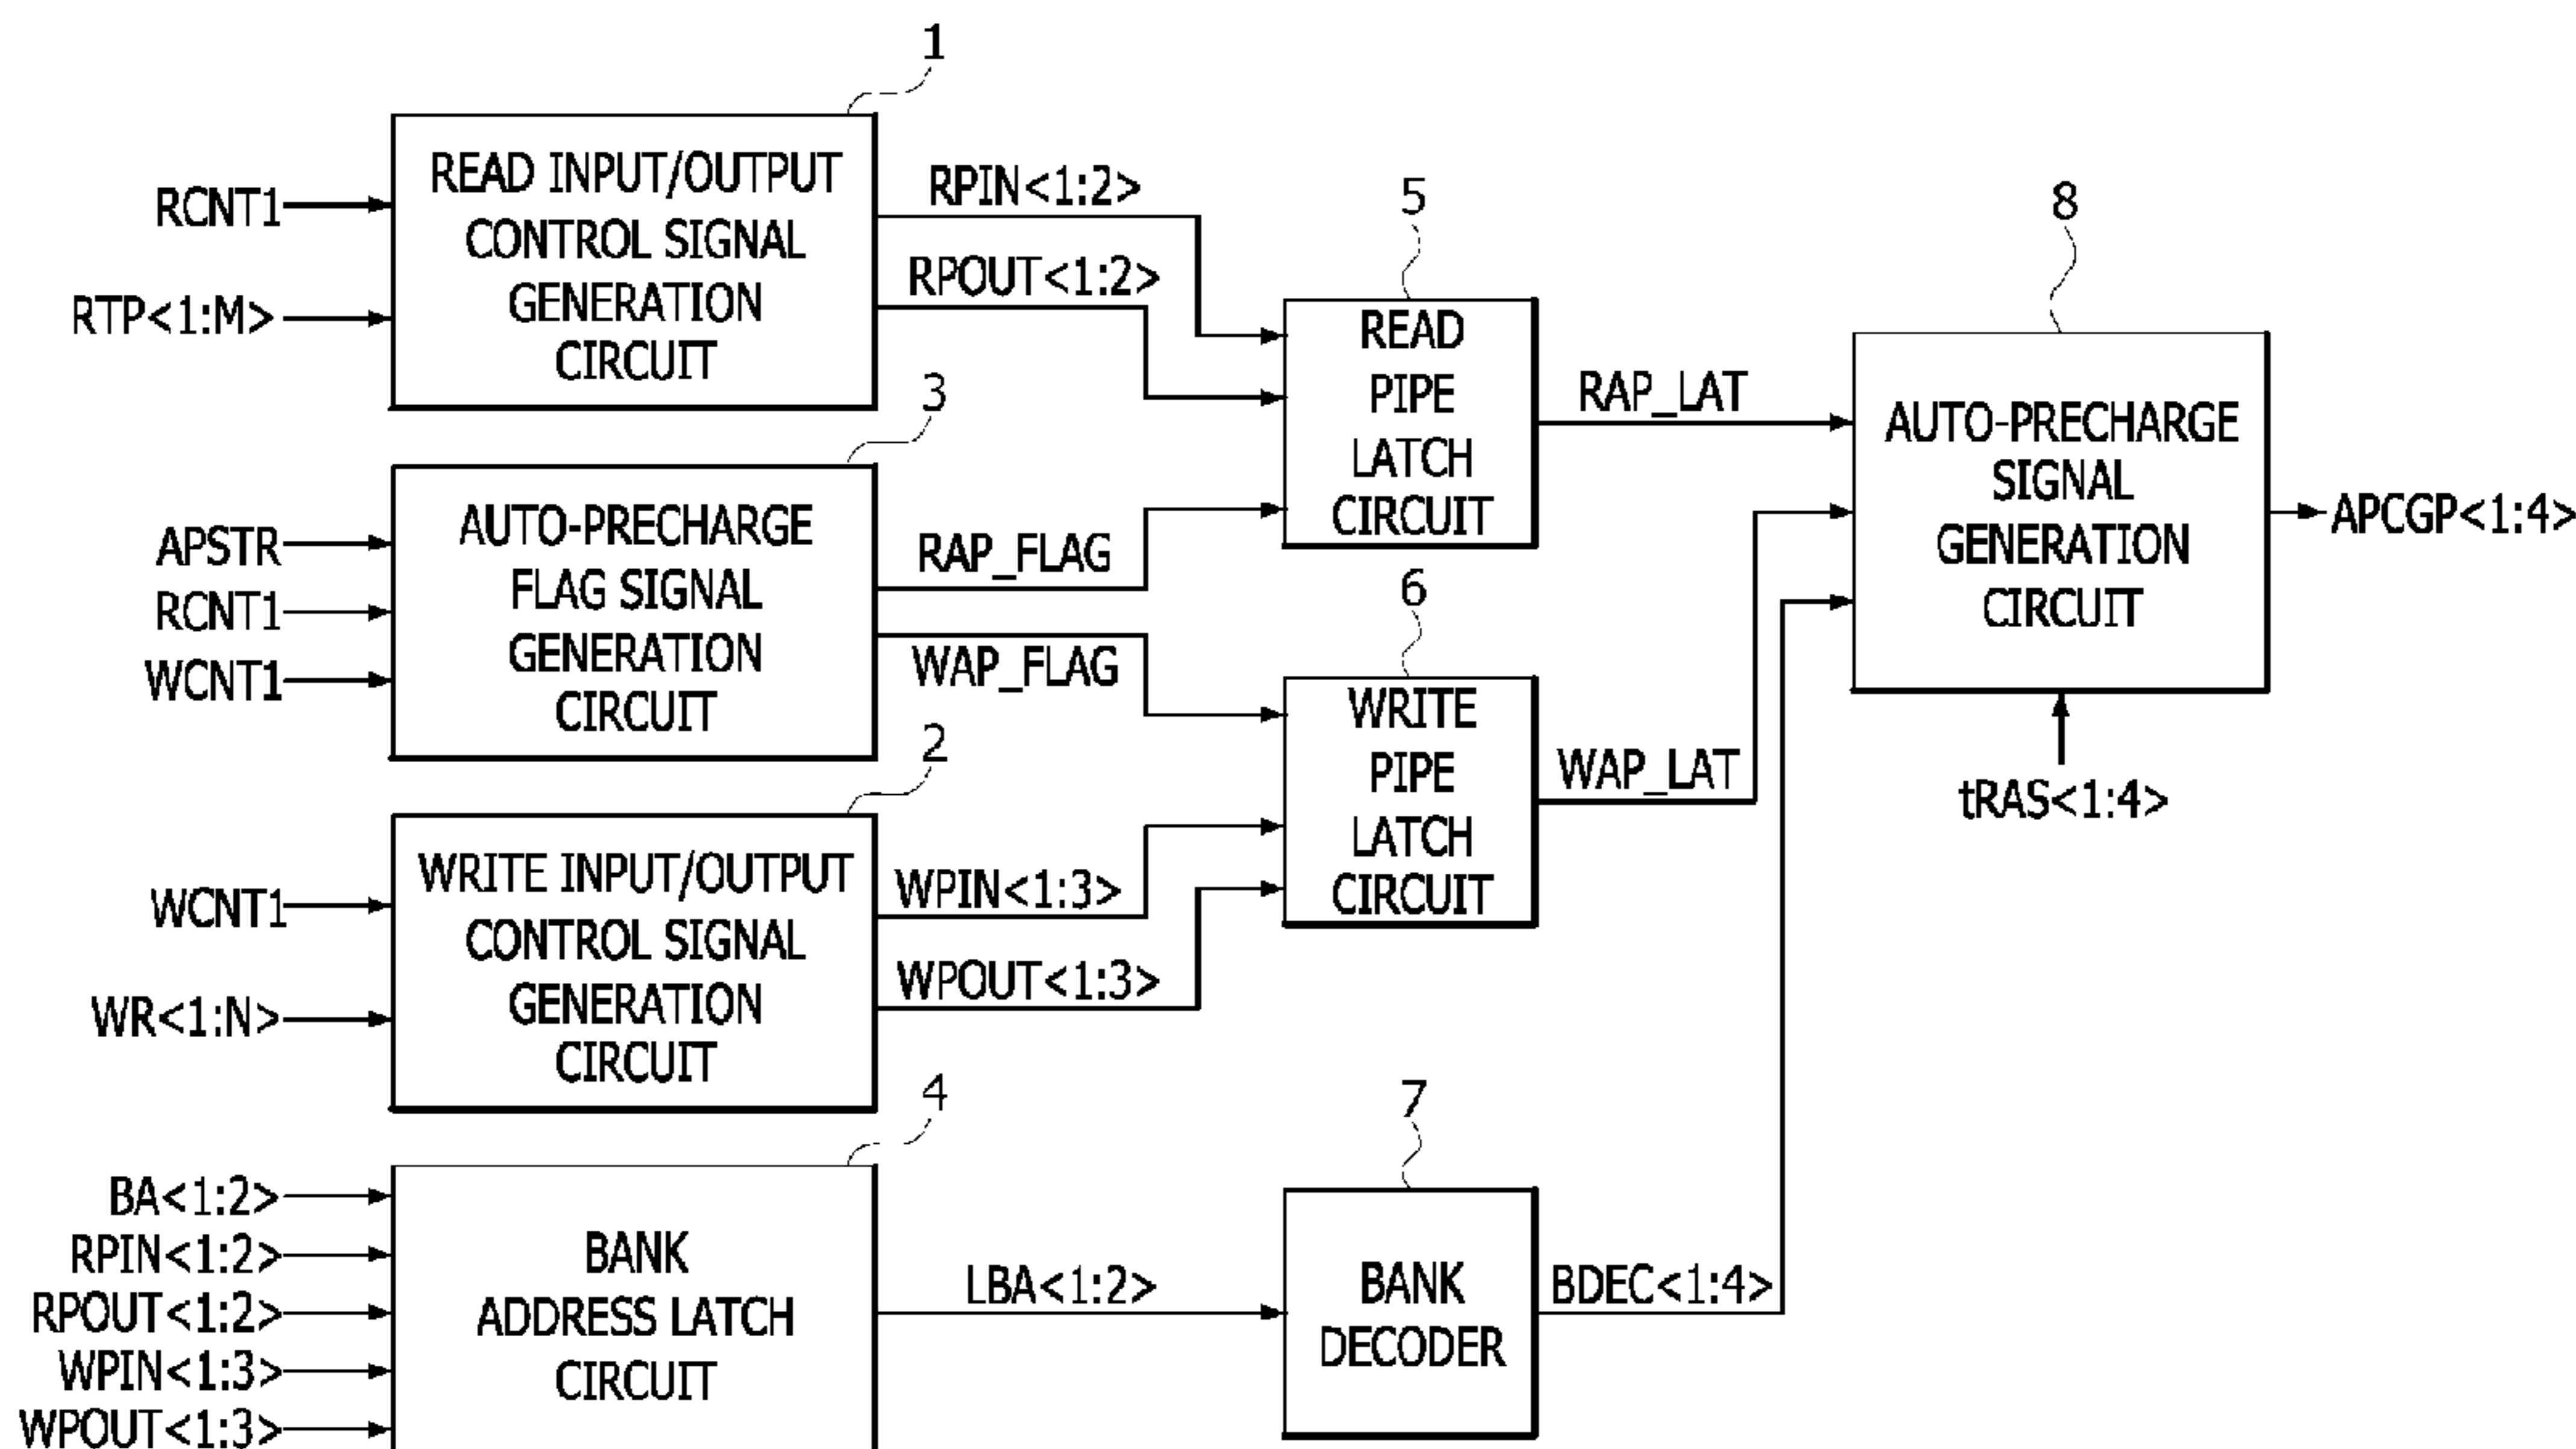 1
READ INPUT/OUTPUT
CONTROL SIGNAL
GENERATION
CIRCUIT
RCNT1
RTP<1:M>
RPIN<1:2>
RPOUT<1:2>
3
AUTO-PRECHARGE
FLAG SIGNAL
GENERATION
CIRCUIT
APSTR
RCNT1
WCNT1
RAP_FLAG
WAP_FLAG
2
WRITE INPUT/OUTPUT
CONTROL SIGNAL
GENERATION
CIRCUIT
WCNT1
WR<1:N>
WPIN<1:3>
WPOUT<1:3>
4
BANK
ADDRESS LATCH
CIRCUIT
BA<1:2>
RPIN<1:2>
RPOUT<1:2>
WPIN<1:3>
WPOUT<1:3>
LBA<1:2>
5
READ
PIPE
LATCH
CIRCUIT
RAP_LAT
6
WRITE
PIPE
LATCH
CIRCUIT
WAP_LAT
7
BANK
DECODER
BDEC<1:4>
8
AUTO-PRECHARGE
SIGNAL
GENERATION
CIRCUIT
tRAS<1:4>
APCGP<1:4>